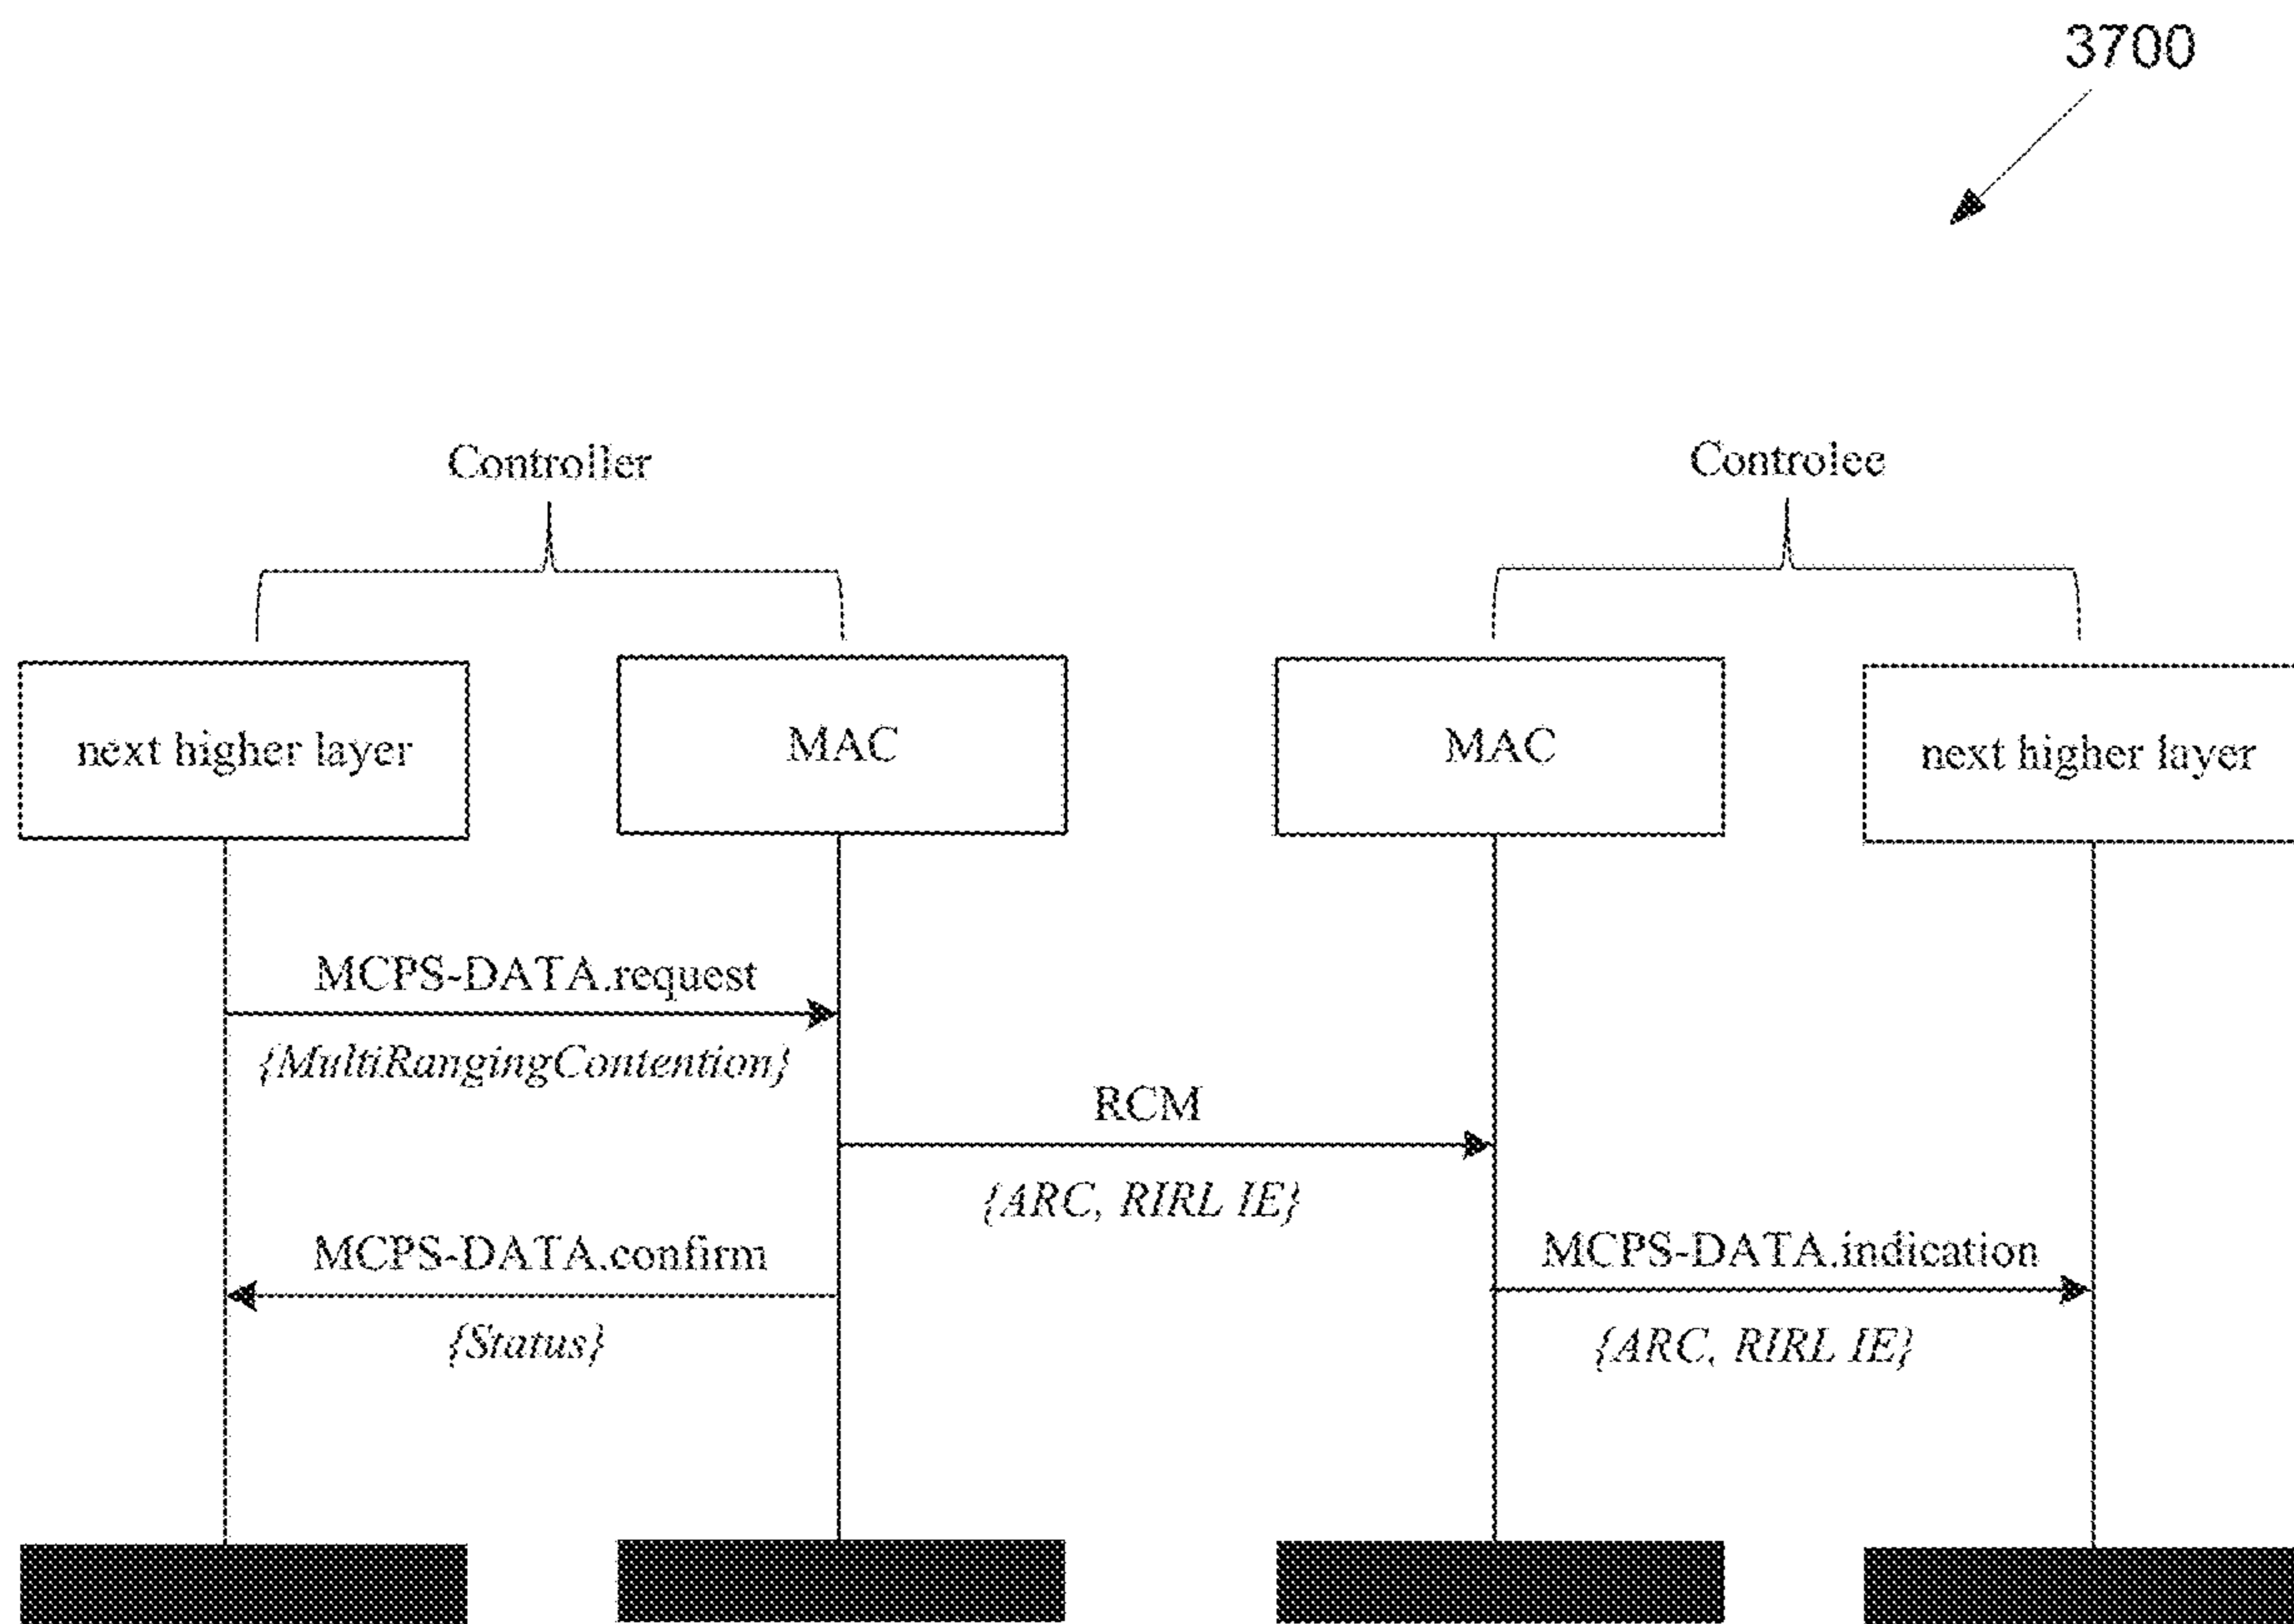 3700
Controller
Controlee
next higher layer
MAC
MAC
next higher layer
MCPS-DATA.request
{MultiRangingContention}
RCM
{ARC, RIRL IE}
MCPS-DATA.confirm
{Status}
MCPS-DATA.indication
{ARC, RIRL IE}